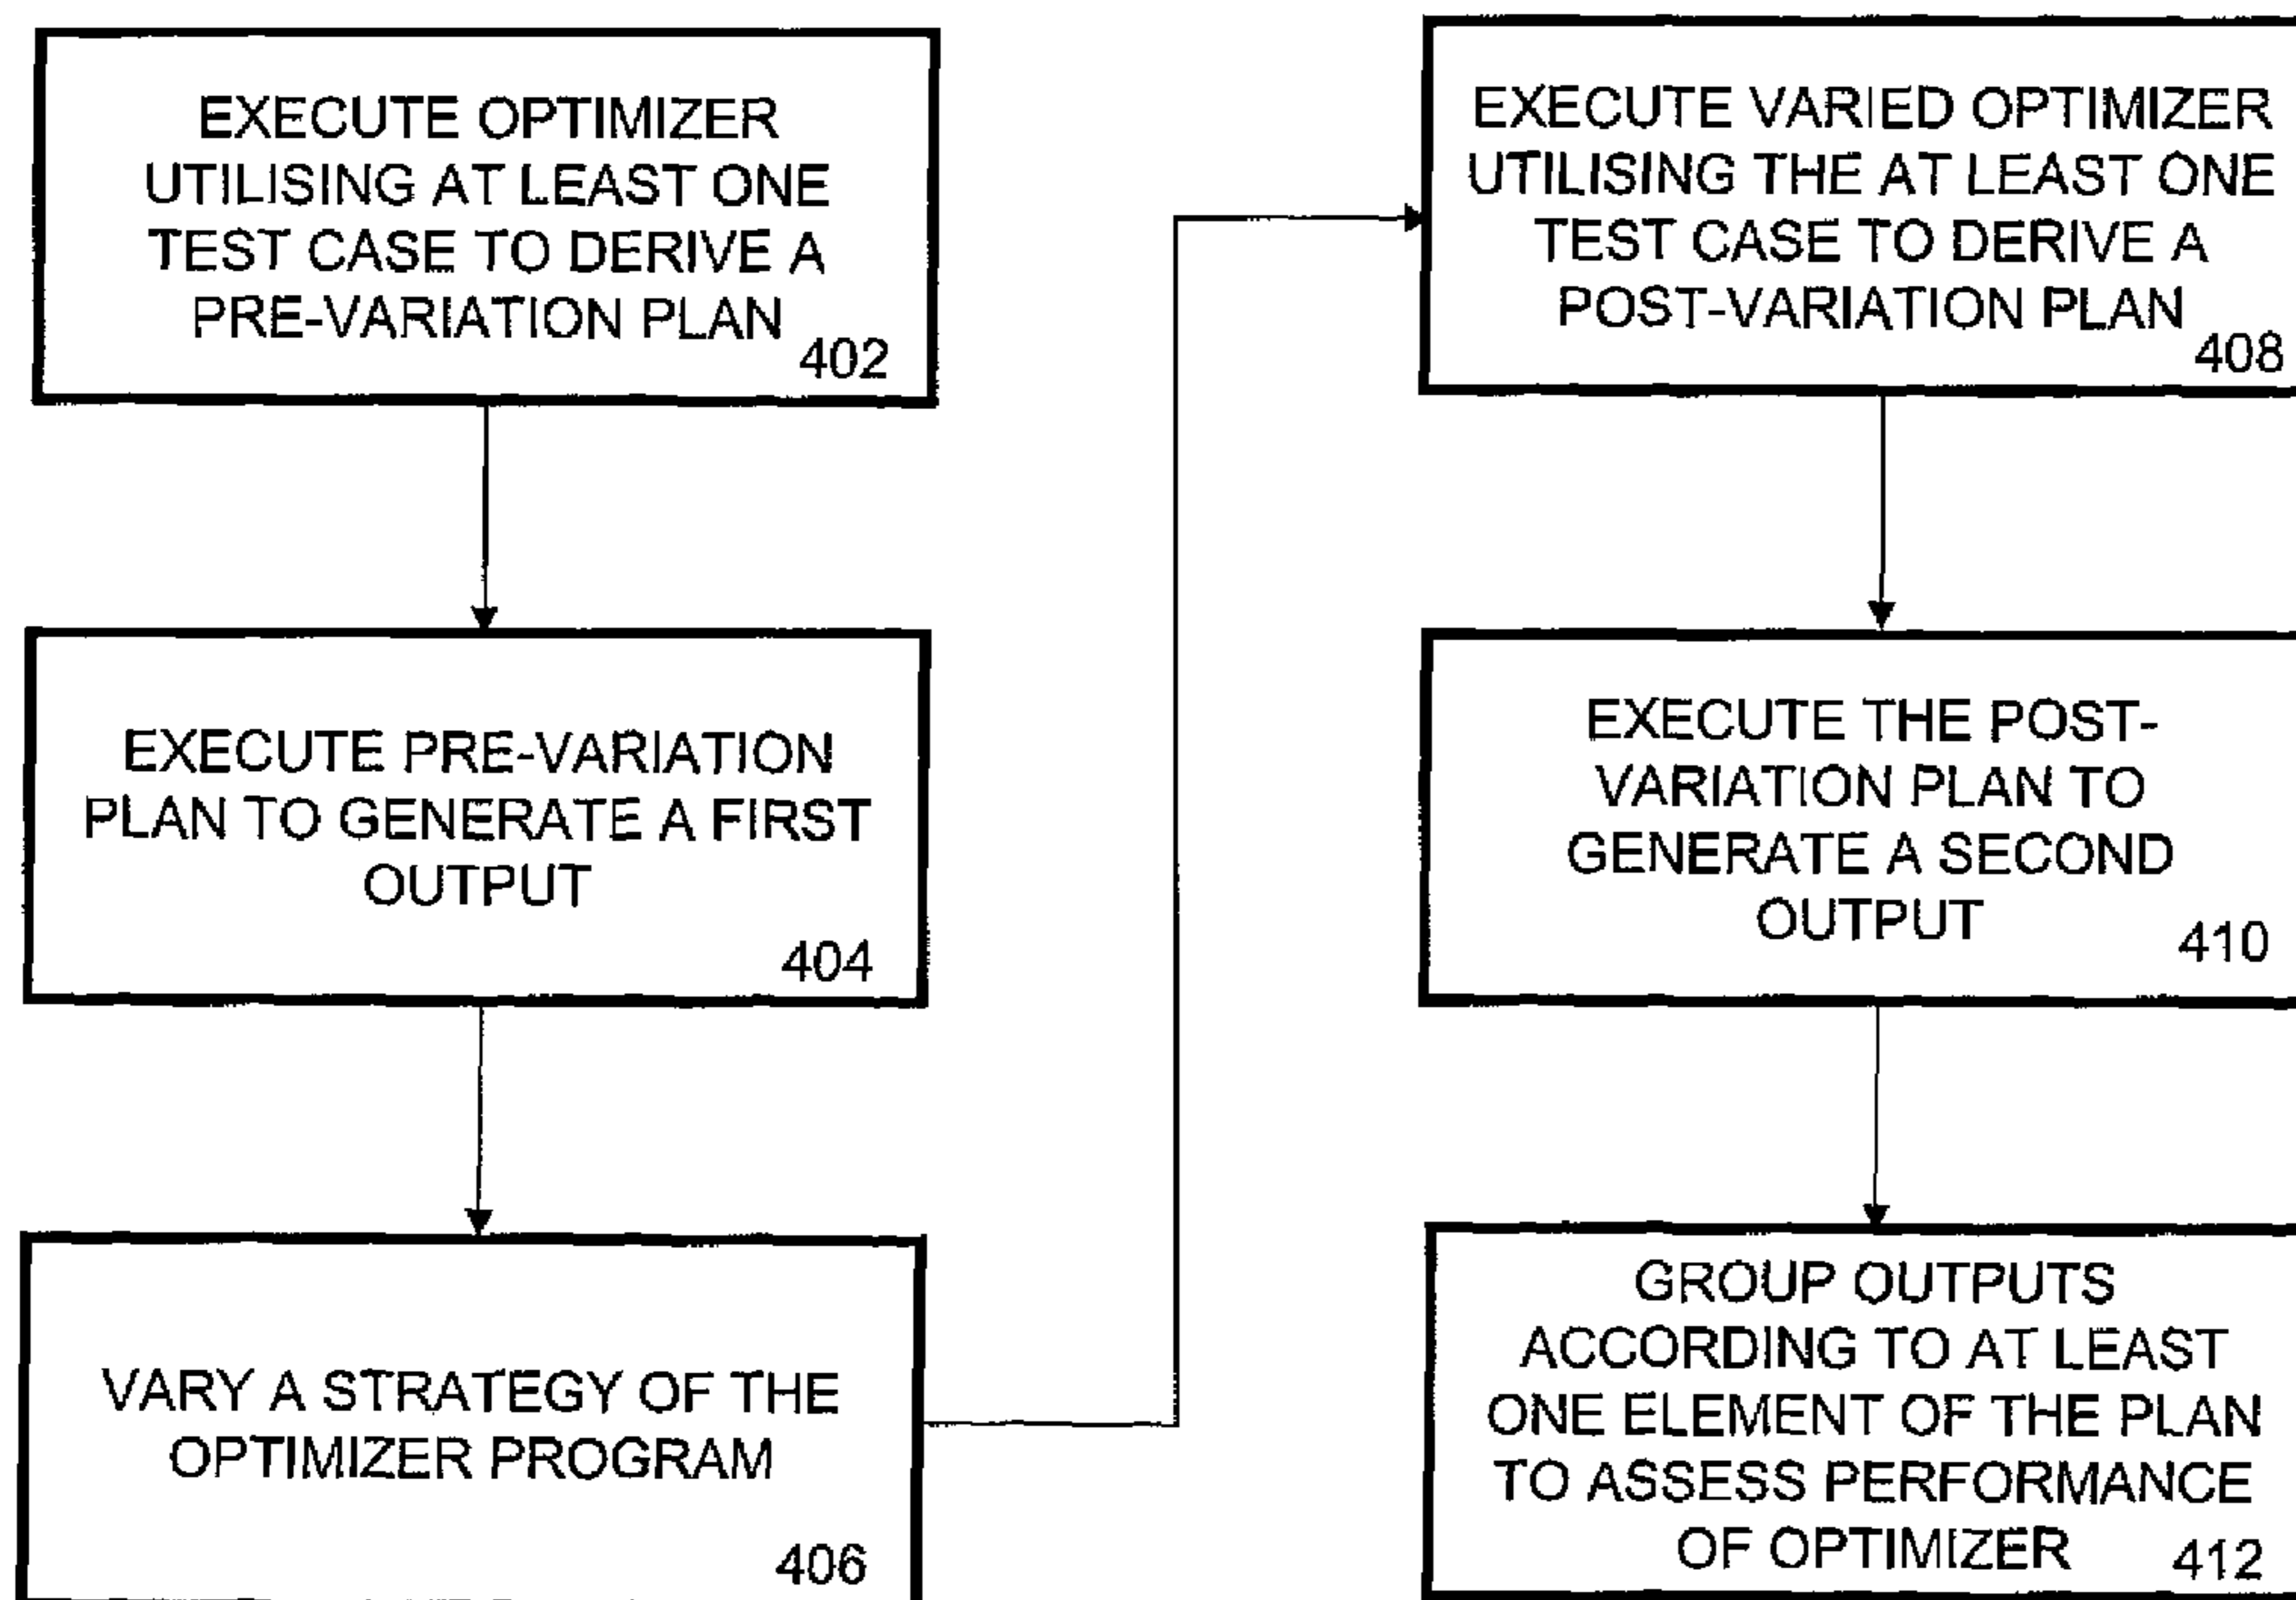 EXECUTE OPTIMIZER
UTILISING AT LEAST ONE
TEST CASE TO DERIVE A
PRE-VARIATION PLAN
402
EXECUTE PRE-VARIATION
PLAN TO GENERATE A FIRST
OUTPUT
404
VARY A STRATEGY OF THE
OPTIMIZER PROGRAM
406
EXECUTE VARIED OPTIMIZER
UTILISING THE AT LEAST ONE
TEST CASE TO DERIVE A
POST-VARIATION PLAN
408
EXECUTE THE POST-
VARIATION PLAN TO
GENERATE A SECOND
OUTPUT
410
GROUP OUTPUTS
ACCORDING TO AT LEAST
ONE ELEMENT OF THE PLAN
TO ASSESS PERFORMANCE
OF OPTIMIZER
412